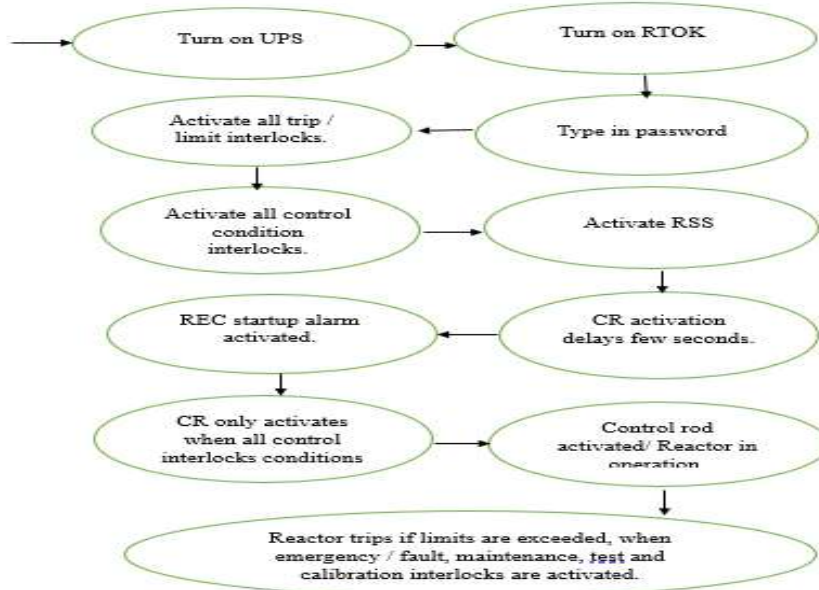 Turn on UPS
Turn on RTOK
Type in password
Activate all trip /
limit interlocks.
Activate all control
condition
interlocks.
Activate RSS
CR activation
delays few seconds.
REC startup alarm
activated.
CR only activates
when all control
interlocks conditions
Control rod
activated/ Reactor in
operation
Reactor trips if limits are exceeded, when
emergency / fault, maintenance, test and
calibration interlocks are activated.